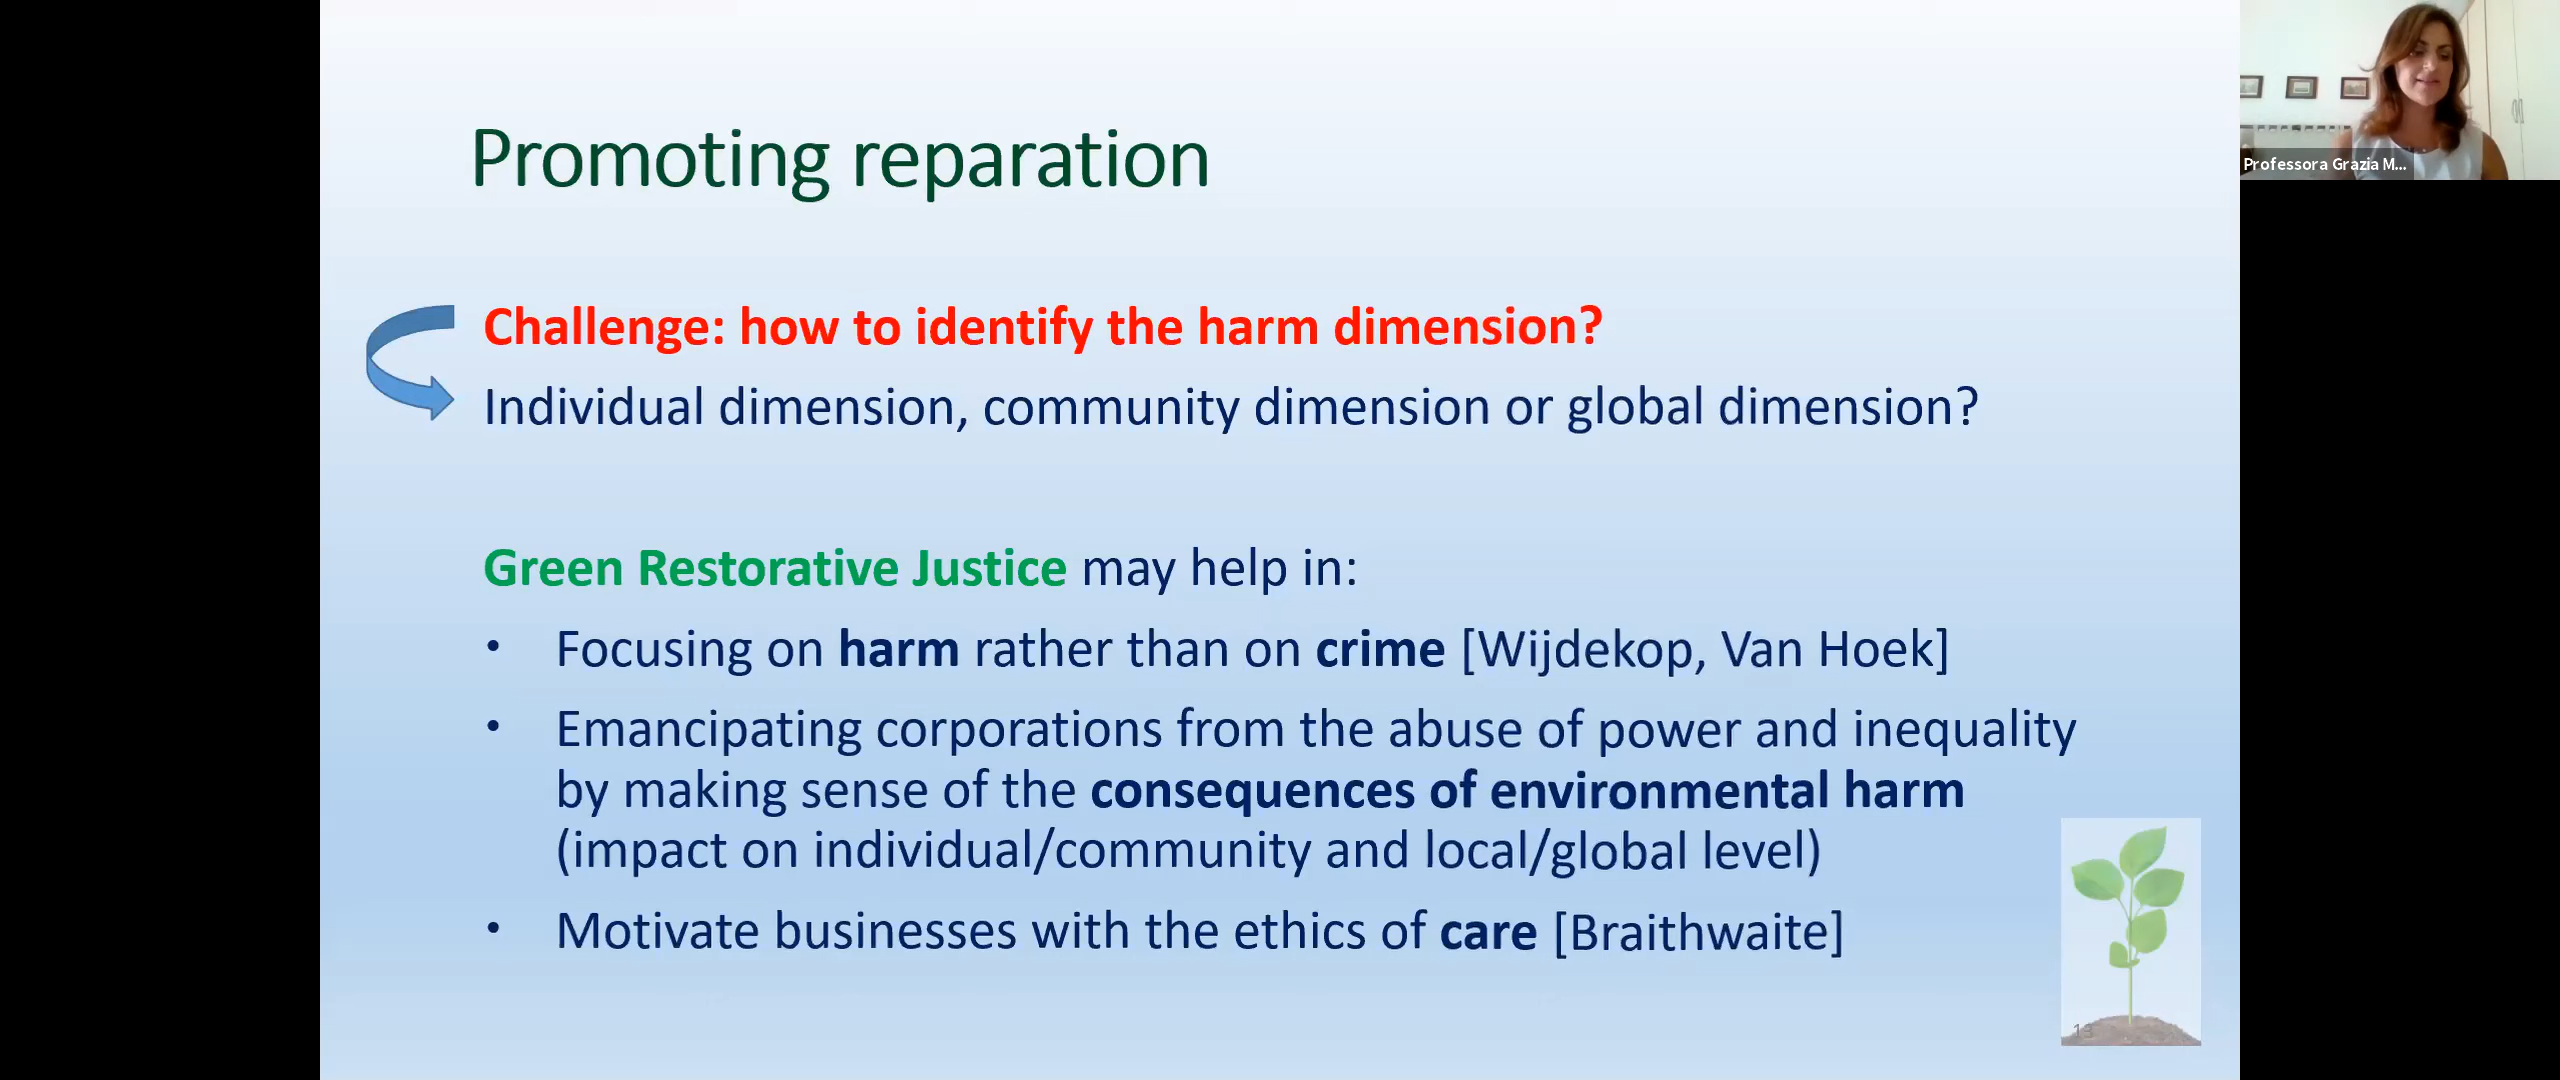 Promoting reparation
Professora Grazia M...
Challenge: how to identify the harm dimension?
Individual dimension, community dimension or global dimension?
Green Restorative Justice may help in:
• Focusing on harm rather than on crime [Wijdekop, Van Hoek]
• Emancipating corporations from the abuse of power and inequality
by making sense of the consequences of environmental harm
(impact on individual/community and local/global level)
• Motivate businesses with the ethics of care [Braithwaite]